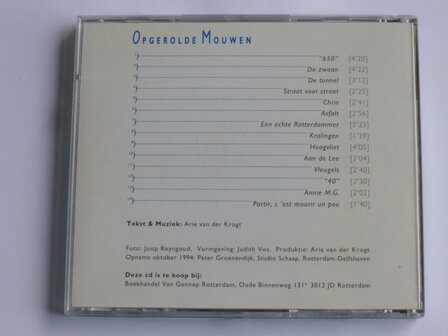 OPGEROLDE MOUWEN
"650" [4'20]
De zwaan [4'22]
De tunnel [3'12]
Straat voor straat [2'25]
Chris [2'41]
Asfalt [2'56]
Een echte Rotterdammer [3'23]
Kralingen [1'39]
Hoogvliet [4'05]
Aan de Lee [3'04]
Vleugels [2'40]
"40" [2'30]
Annie M.G. [2'02]
Partir, c 'est mourir un peu [1'40]
Tekst & Muziek: Arie van der Krogt
Foto: Joop Reyngoud, Vormgeving: Judith Vos, Produktie: Arie van der Krogt
Opname oktober 1994: Peter Groenendijk, Studio Schaap, Rotterdam-Delfshaven
Deze cd is te koop bij:
Boekhandel Van Gennep Rotterdam, Oude Binnenweg 131ᵇ 3012 JD Rotterdam